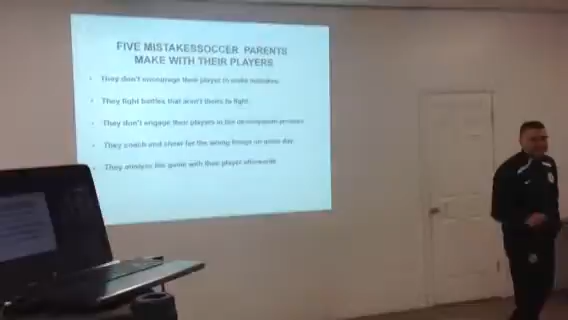 FIVE MISTAKESSOCCER PARENTS
MAKE WITH THEIR PLAYERS
• They don't encourage their player to make mistakes.
• They fight battles that aren't theirs to fight.
• They don't engage their players in the development process.
• They coach and cheer for the wrong things on game day.
• They analyze the game with their player afterwards.